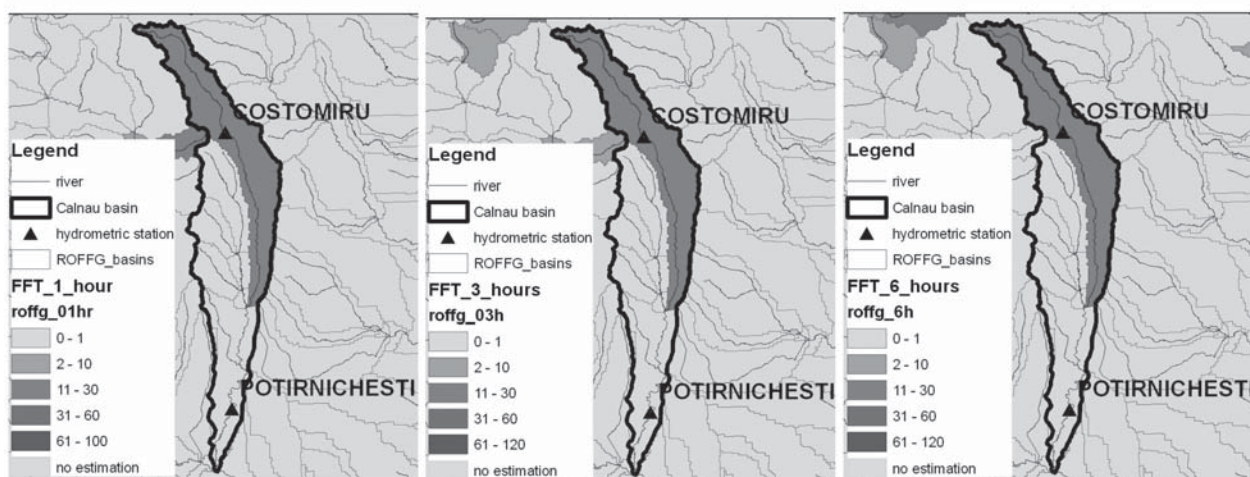 COSTOMIRU
Legend
river
Calnau basin
hydrometric station
ROFFG_basins
FFT_1_hour
roffg_01hr
0 - 1
2 - 10
11 - 30
31 - 60
61 - 100
no estimation
POTIRNICHESTI
COSTOMIRU
Legend
river
Calnau basin
hydrometric station
ROFFG_basins
FFT_3_hours
roffg_03h
0 - 1
2 - 10
11 - 30
31 - 60
61 - 120
no estimation
POTIRNICHESTI
COSTOMIRU
Legend
river
Calnau basin
hydrometric station
ROFFG_basins
FFT_6_hours
roffg_6h
0 - 1
2 - 10
11 - 30
31 - 60
61 - 120
no estimation
POTIRNICHESTI